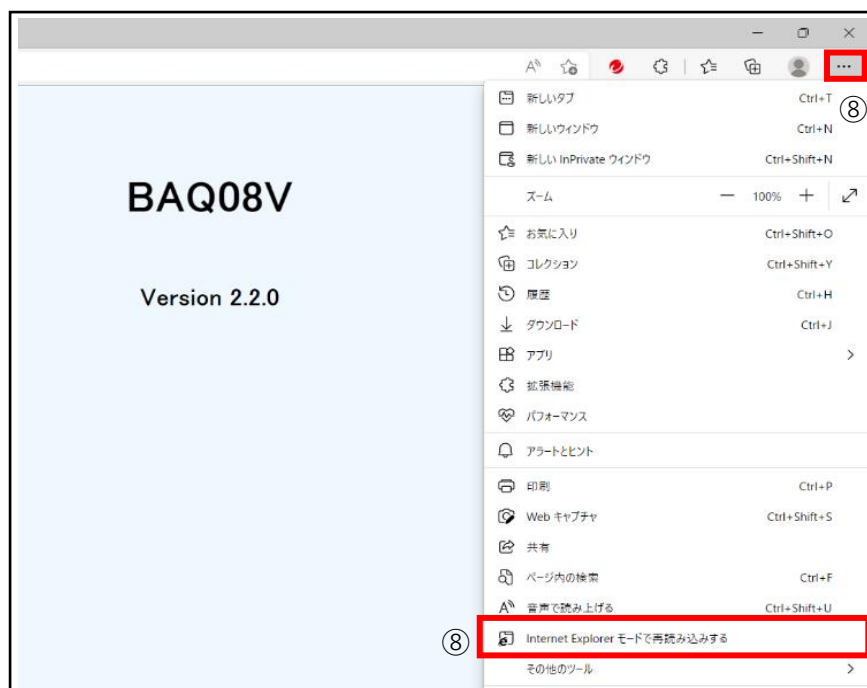 ⑧
BAQ08V
Version 2.2.0
新しいタブ Ctrl+T
新しいウィンドウ Ctrl+N
新しい InPrivate ウィンドウ Ctrl+Shift+N
ズーム 100%
お気に入り Ctrl+Shift+O
コレクション Ctrl+Shift+Y
履歴 Ctrl+H
ダウンロード Ctrl+J
アプリ
拡張機能
パフォーマンス
アラートとヒント
印刷 Ctrl+P
Web キャプチャ Ctrl+Shift+S
共有
ページ内の検索 Ctrl+F
音声で読み上げる Ctrl+Shift+U
⑧ Internet Explorer モードで再読み込みする
その他のツール